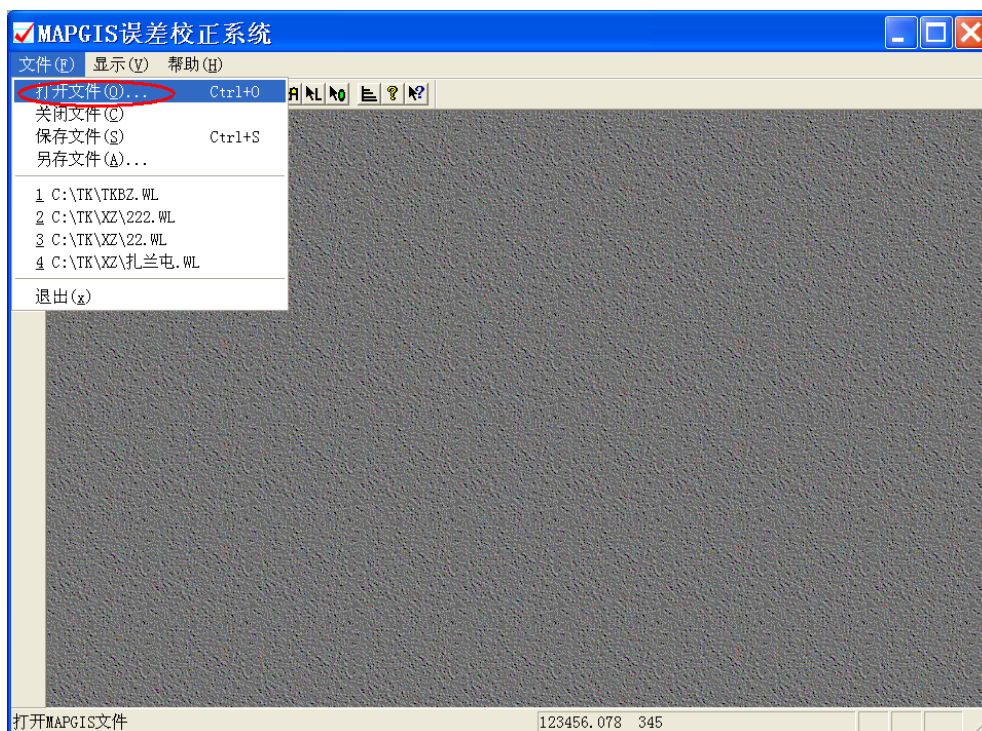 MAPGIS误差校正系统
文件(F) 显示(V) 帮助(H)
打开文件(O)... Ctrl+O
关闭文件(C)
保存文件(S) Ctrl+S
另存文件(A)...
1 C:\TK\TKBZ.WL
2 C:\TK\XZ\222.WL
3 C:\TK\XZ\22.WL
4 C:\TK\XZ\扎兰屯.WL
退出(x)
打开MAPGIS文件 123456.078 345